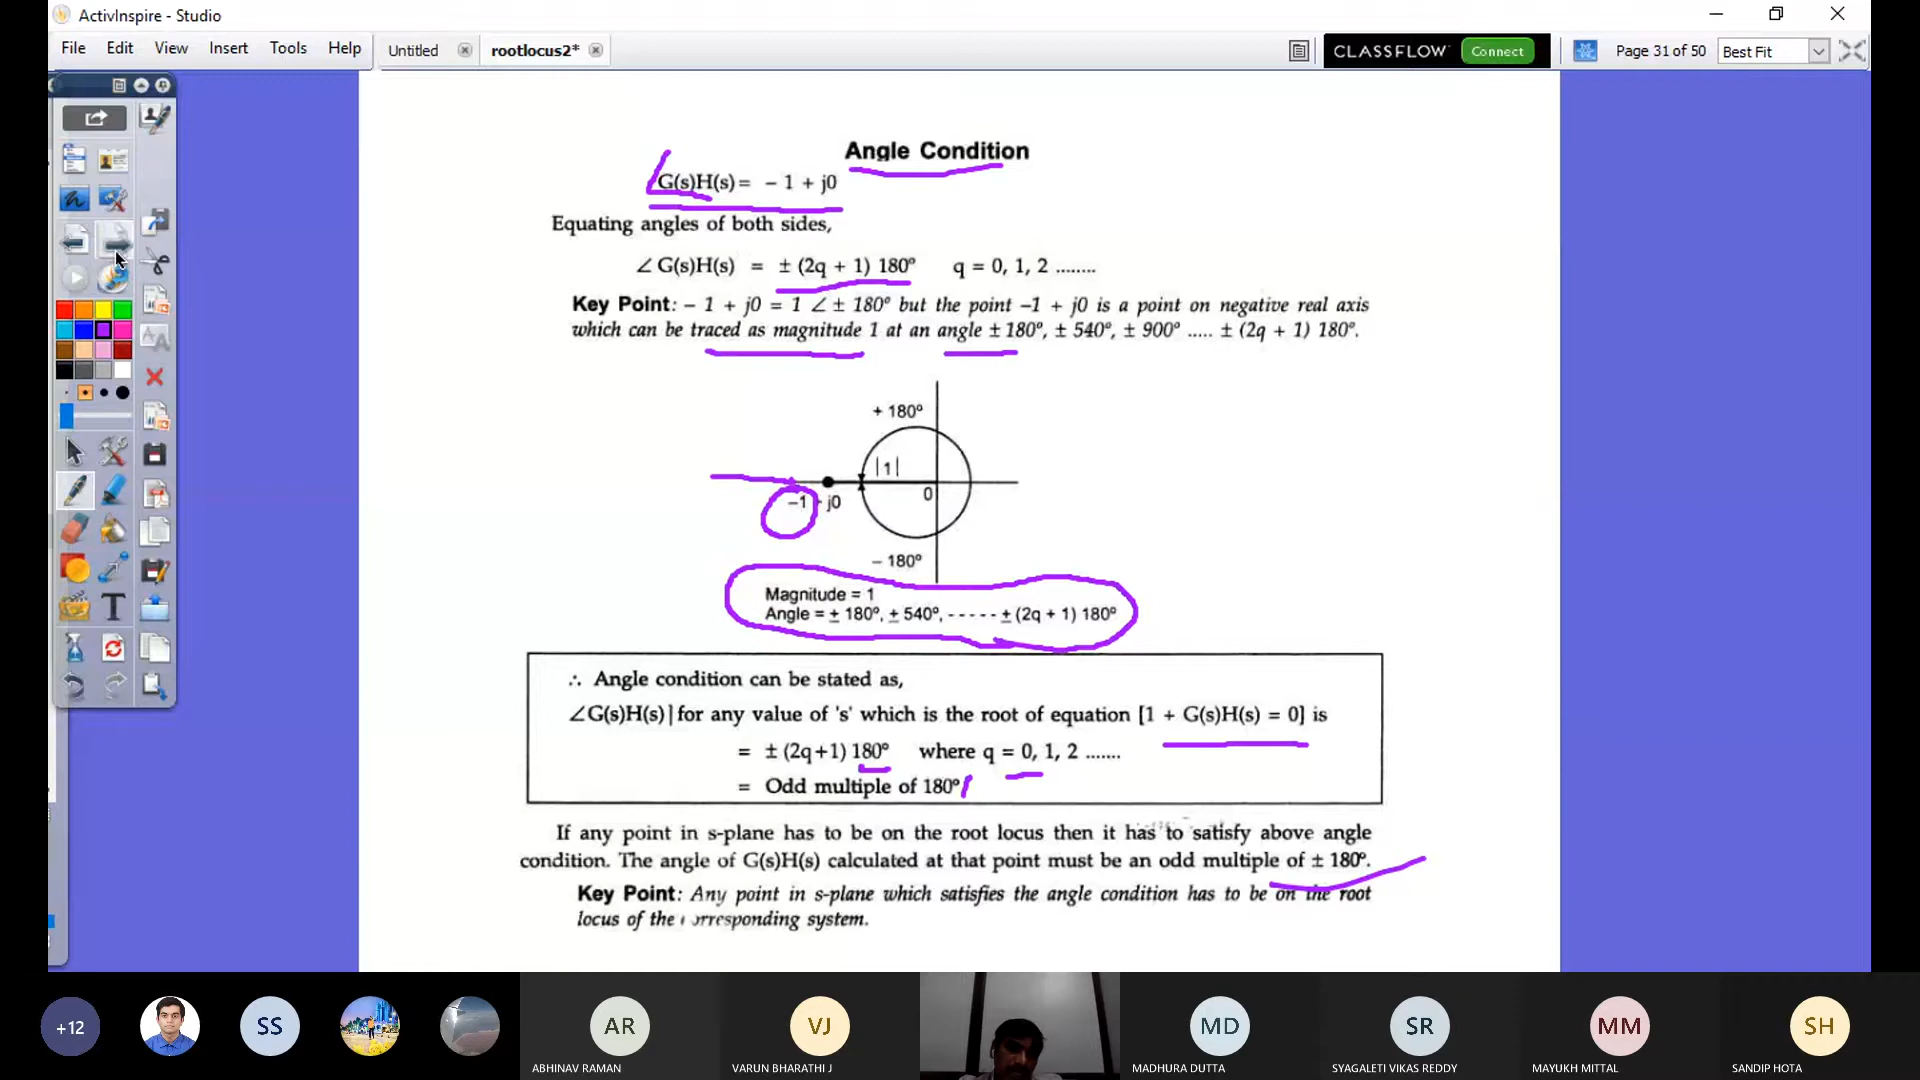 ActivInspire - Studio
File Edit View Insert Tools Help
Untitled rootlocus2*
CLASSFLOW Connect
Page 31 of 50 Best Fit
Angle Condition
G(s)H(s) = – 1 + j0
Equating angles of both sides,
∠ G(s)H(s) = ± (2q + 1) 180° q = 0, 1, 2 ........
Key Point: – 1 + j0 = 1 ∠ ± 180° but the point –1 + j0 is a point on negative real axis
which can be traced as magnitude 1 at an angle ± 180°, ± 540°, ± 900° ..... ± (2q + 1) 180°.
+ 180°
|1|
0
–1 j0
– 180°
Magnitude = 1
Angle = ± 180°, ± 540°, - - - - - ± (2q + 1) 180°
∴ Angle condition can be stated as,
∠G(s)H(s)| for any value of 's' which is the root of equation [1 + G(s)H(s) = 0] is
= ± (2q+1) 180° where q = 0, 1, 2 .......
= Odd multiple of 180°
If any point in s-plane has to be on the root locus then it has to satisfy above angle
condition. The angle of G(s)H(s) calculated at that point must be an odd multiple of ± 180°.
Key Point: Any point in s-plane which satisfies the angle condition has to be on the root
locus of the orresponding system.
+12 SS AR VJ MD SR MM SH
ABHINAV RAMAN VARUN BHARATHI J MADHURA DUTTA SYAGALETI VIKAS REDDY MAYUKH MITTAL SANDIP HOTA